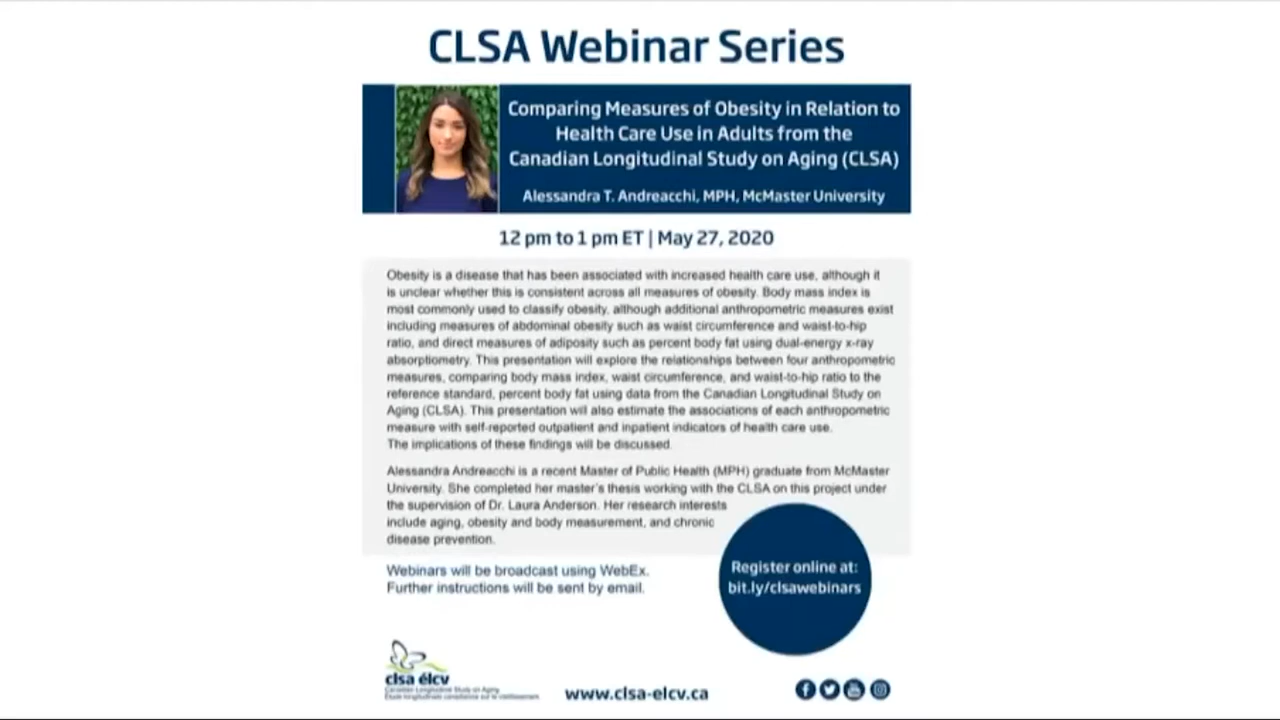 CLSA Webinar Series
Comparing Measures of Obesity in Relation to
Health Care Use in Adults from the
Canadian Longitudinal Study on Aging (CLSA)
Alessandra T. Andreacchi, MPH, McMaster University
12 pm to 1 pm ET | May 27, 2020
Obesity is a disease that has been associated with increased health care use, although it
is unclear whether this is consistent across all measures of obesity. Body mass index is
most commonly used to classify obesity, although additional anthropometric measures exist
including measures of abdominal obesity such as waist circumference and waist-to-hip
ratio, and direct measures of adiposity such as percent body fat using dual-energy x-ray
absorptiometry. This presentation will explore the relationships between four anthropometric
measures, comparing body mass index, waist circumference, and waist-to-hip ratio to the
reference standard, percent body fat using data from the Canadian Longitudinal Study on
Aging (CLSA). This presentation will also estimate the associations of each anthropometric
measure with self-reported outpatient and inpatient indicators of health care use.
The implications of these findings will be discussed.
Alessandra Andreacchi is a recent Master of Public Health (MPH) graduate from McMaster
University. She completed her master's thesis working with the CLSA on this project under
the supervision of Dr. Laura Anderson. Her research interests
include aging, obesity and body measurement, and chronic
disease prevention.
Webinars will be broadcast using WebEx.
Further instructions will be sent by email.
Register online at:
bit.ly/clsawebinars
clsa élcv
Canadian Longitudinal Study on Aging
Étude longitudinale canadienne sur le vieillissement
www.clsa-elcv.ca